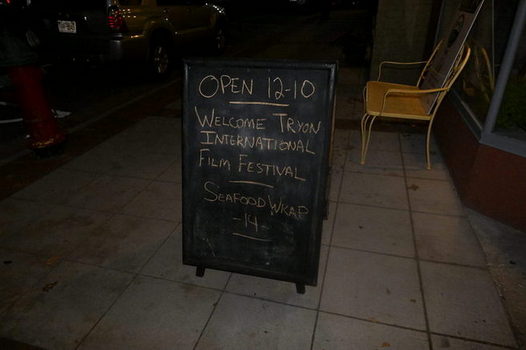 OPEN 12-10
WELCOME TRYON
INTERNATIONAL
FILM FESTIVAL
SEAFOOD WRAP
-14-